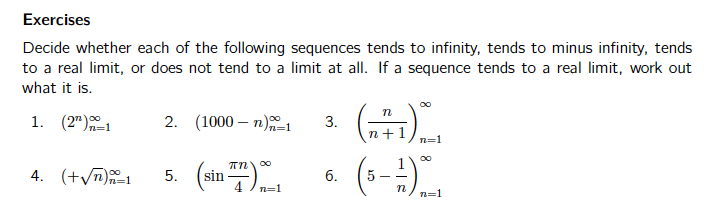 Exercises
Decide whether each of the following sequences tends to infinity, tends to minus infinity, tends
to a real limit, or does not tend to a limit at all. If a sequence tends to a real limit, work out
what it is.
1. $(2^n)_{n=1}^{\infty}$ 2. $(1000 - n)_{n=1}^{\infty}$ 3. $\left(\frac{n}{n+1}\right)_{n=1}^{\infty}$
4. $(+\sqrt{n})_{n=1}^{\infty}$ 5. $\left(\sin \frac{\pi n}{4}\right)_{n=1}^{\infty}$ 6. $\left(5 - \frac{1}{n}\right)_{n=1}^{\infty}$